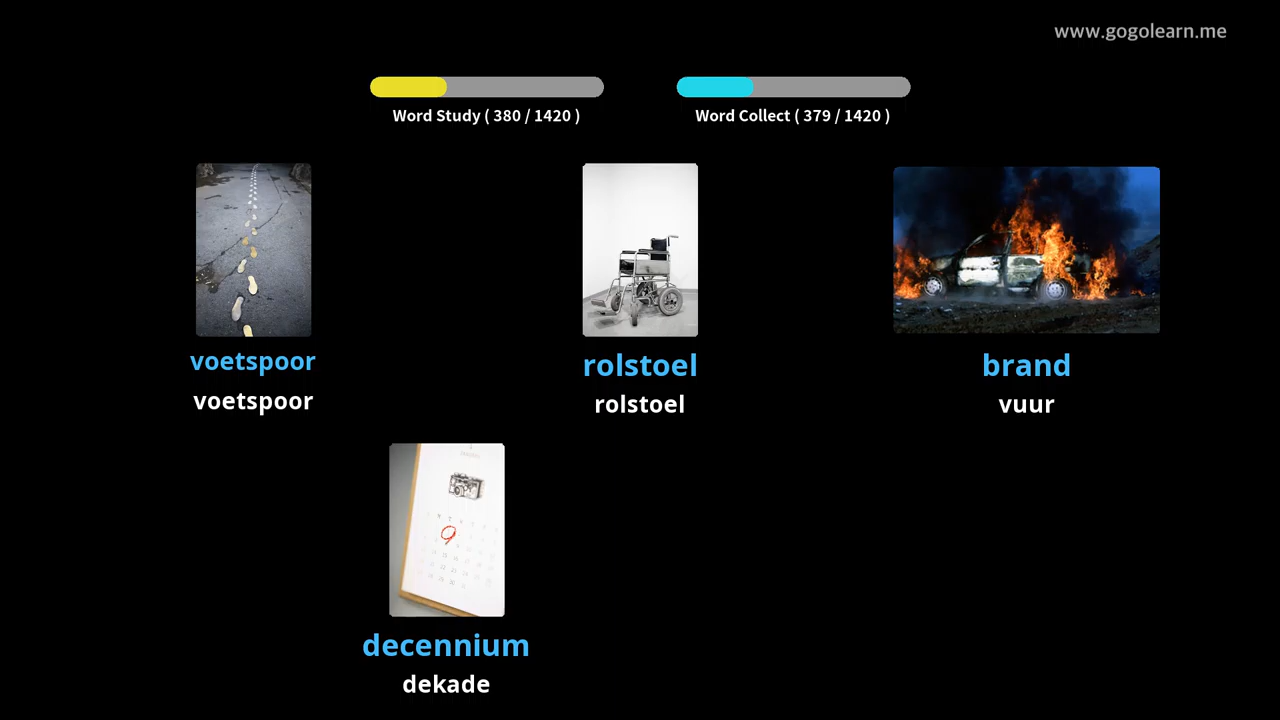 www.gogolearn.me
Word Study ( 380 / 1420 )
Word Collect ( 379 / 1420 )
voetspoor
rolstoel
brand
voetspoor
rolstoel
vuur
decennium
dekade